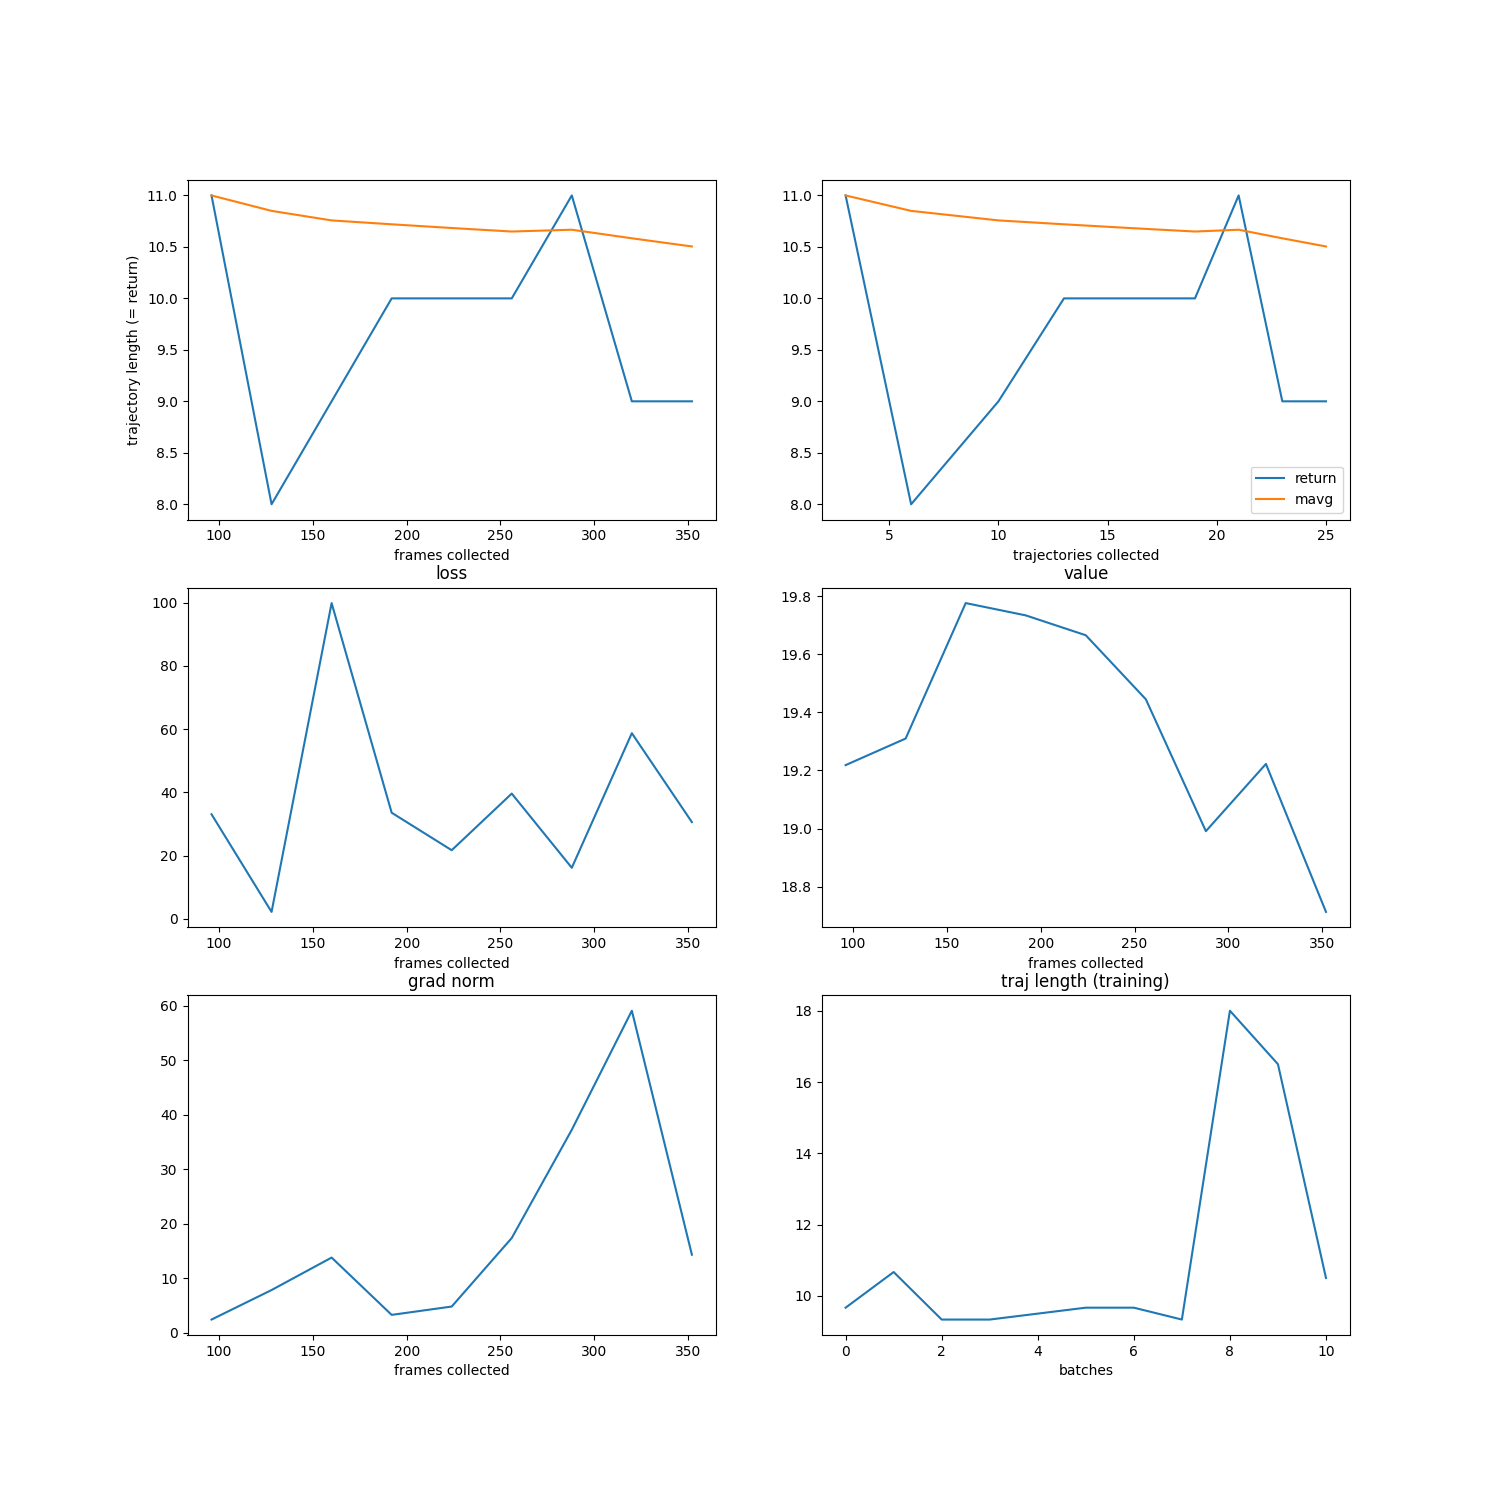 trajectory length (= return)
11.0
10.5
10.0
9.5
9.0
8.5
8.0
100 150 200 250 300 350
frames collected
11.0
10.5
10.0
9.5
9.0
8.5
8.0
return
mavg
5 10 15 20 25
trajectories collected
loss
100
80
60
40
20
0
100 150 200 250 300 350
frames collected
value
19.8
19.6
19.4
19.2
19.0
18.8
100 150 200 250 300 350
frames collected
grad norm
60
50
40
30
20
10
0
100 150 200 250 300 350
frames collected
traj length (training)
18
16
14
12
10
0 2 4 6 8 10
batches